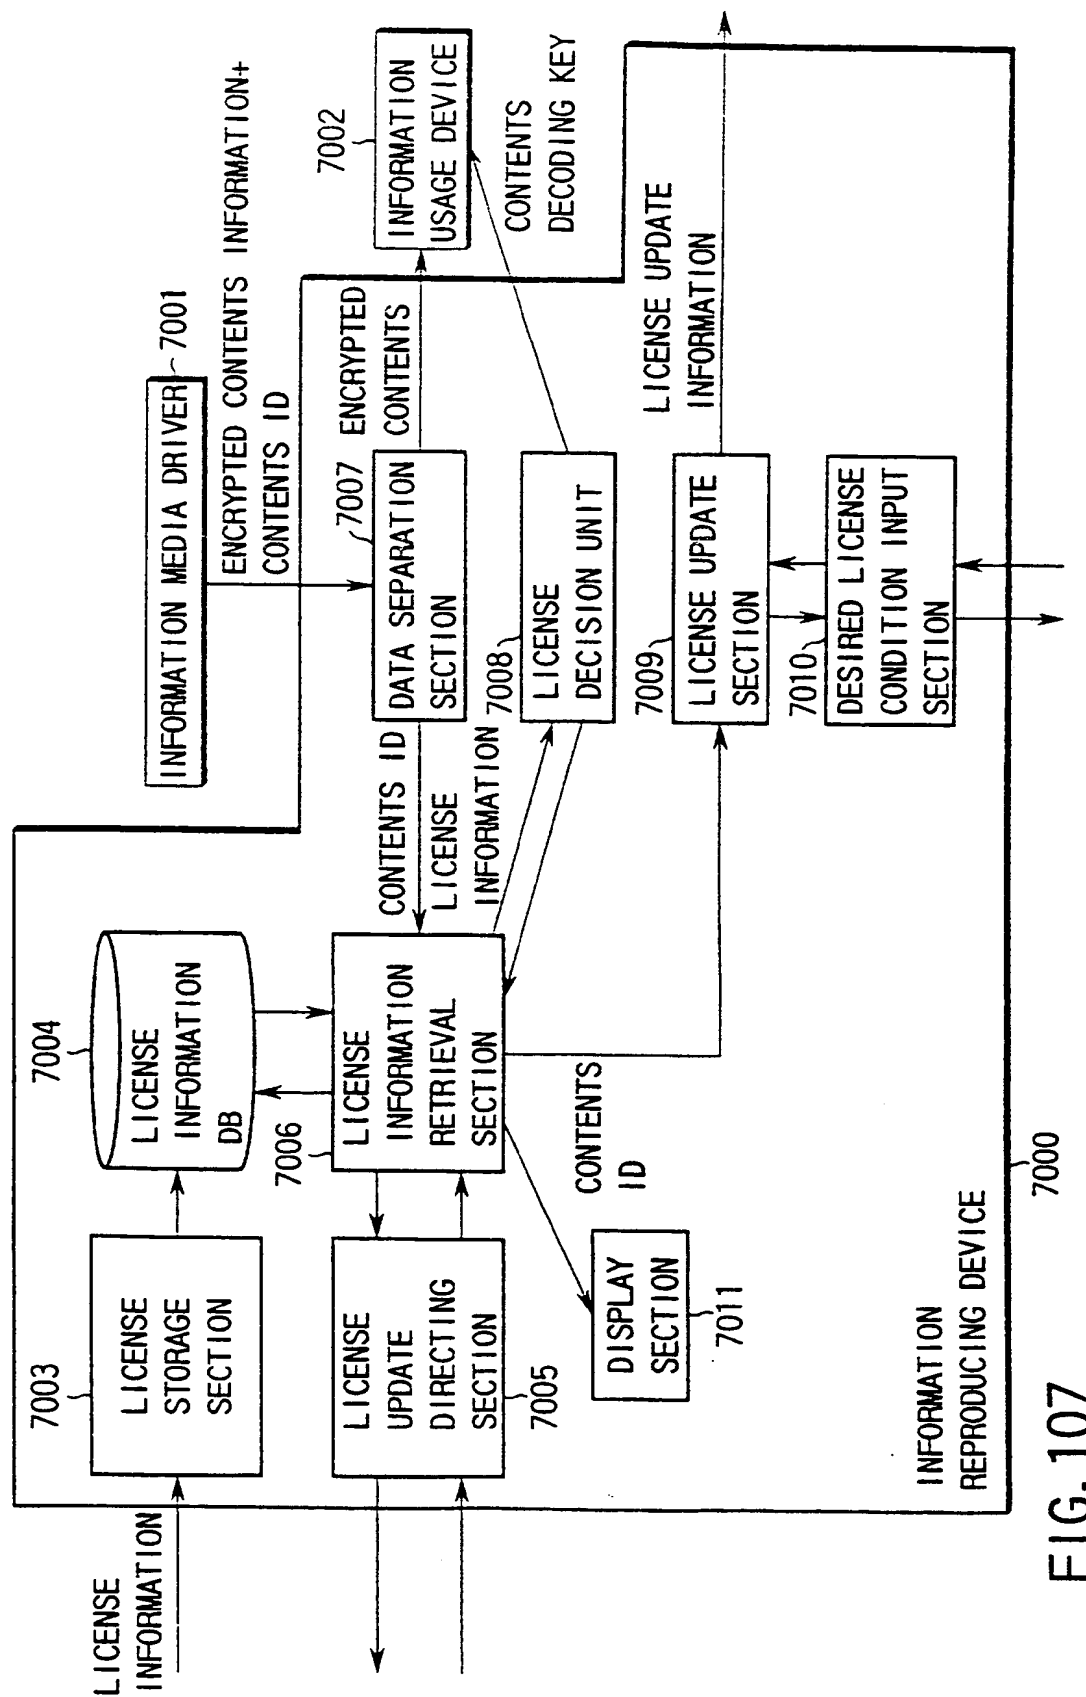 LICENSE
INFORMATION
7003
LICENSE
STORAGE
SECTION
7004
LICENSE
INFORMATION
DB
INFORMATION MEDIA DRIVER
7001
ENCRYPTED CONTENTS INFORMATION+
CONTENTS ID
7002
INFORMATION
USAGE DEVICE
LICENSE
UPDATE
DIRECTING
SECTION
7005
7006
LICENSE
INFORMATION
RETRIEVAL
SECTION
CONTENTS ID
LICENSE
INFORMATION
7007
DATA SEPARATION
SECTION
ENCRYPTED
CONTENTS
CONTENTS
DECODING KEY
7008
LICENSE
DECISION UNIT
DISPLAY
SECTION
7011
CONTENTS
ID
7009
LICENSE UPDATE
SECTION
LICENSE UPDATE
INFORMATION
7010
DESIRED LICENSE
CONDITION INPUT
SECTION
INFORMATION
REPRODUCING DEVICE
7000
FIG. 107